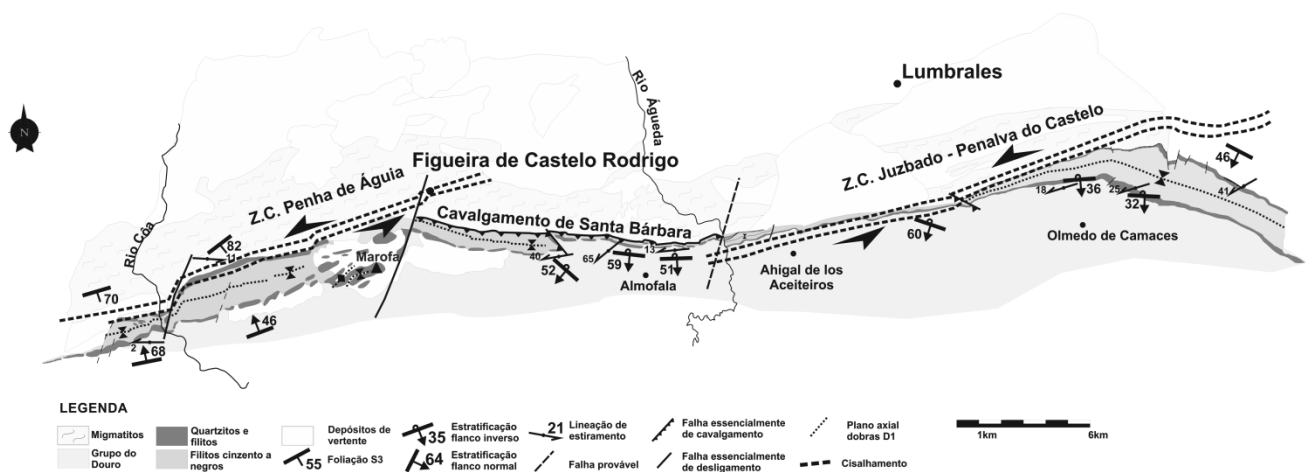 Lumbrales
Rio Águeda
N
Z.C. Juzbado - Penalva do Castelo
Figueira de Castelo Rodrigo
46
Z.C. Penha de Águia
Rio Côa
18
36
25
41
32
Cavalgamento de Santa Bárbara
82
11
60
Olmedo de Camaces
Marofa
13
65
40
59
51
52
Almofala
Ahigal de los
Aceiteiros
70
46
2
68
LEGENDA
Migmatitos
Grupo do
Douro
Quartzitos e
filitos
Filitos cinzento a
negros
Depósitos de
vertente
55 Foliação S3
35 Estratificação
flanco inverso
64 Estratificação
flanco normal
21 Lineação de
estiramento
Falha provável
Falha essencialmente
de cavalgamento
Falha essencialmente
de desligamento
Plano axial
dobras D1
Cisalhamento
1km 6km